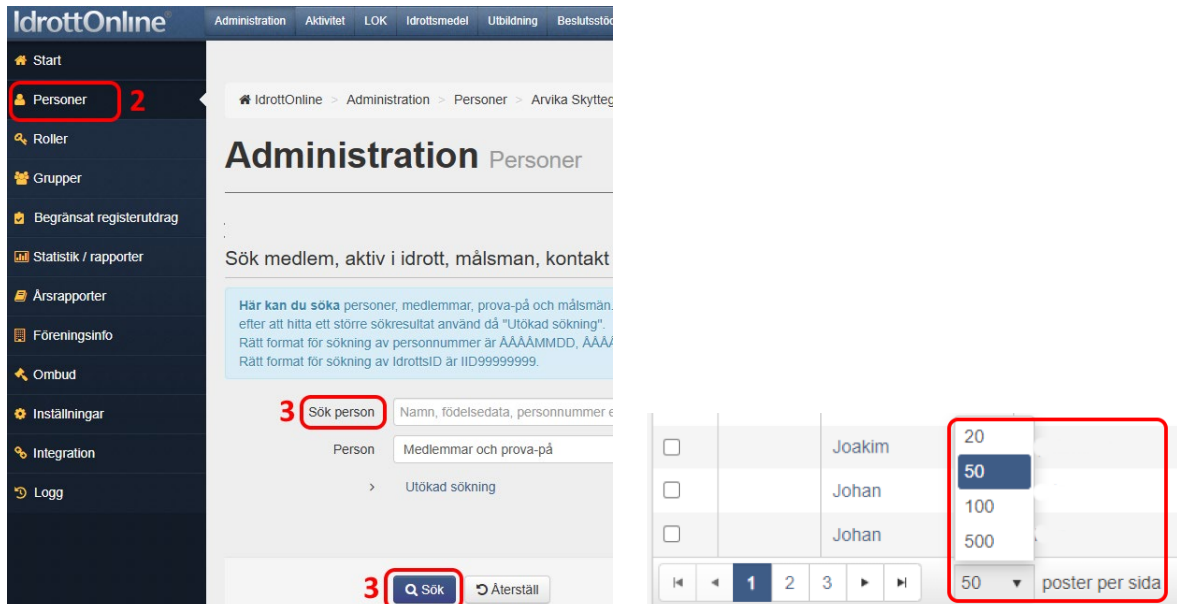 IdrottOnline
Administration Aktivitet LOK Idrottsmedel Utbildning Beslutsstöd
Start
Personer 2
Roller
Grupper
Begränsat registerutdrag
Statistik / rapporter
Årsrapporter
Föreningsinfo
Ombud
Inställningar
Integration
Logg
IdrottOnline > Administration > Personer > Arvika Skytteg
Administration Personer
Sök medlem, aktiv i idrott, målsman, kontakt
Här kan du söka personer, medlemmar, prova-på och målsmän.
efter att hitta ett större sökresultat använd då "Utökad sökning".
Rätt format för sökning av personnummer är ÅÅÅÅMMDD, ÅÅÅÅ
Rätt format för sökning av IdrottsID är IID99999999.
3 Sök person Namn, födelsedata, personnummer e
Person Medlemmar och prova-på
> Utökad sökning
3 Sök Återställ
Joakim
Johan
Johan
20
50
100
500
1 2 3 50 poster per sida